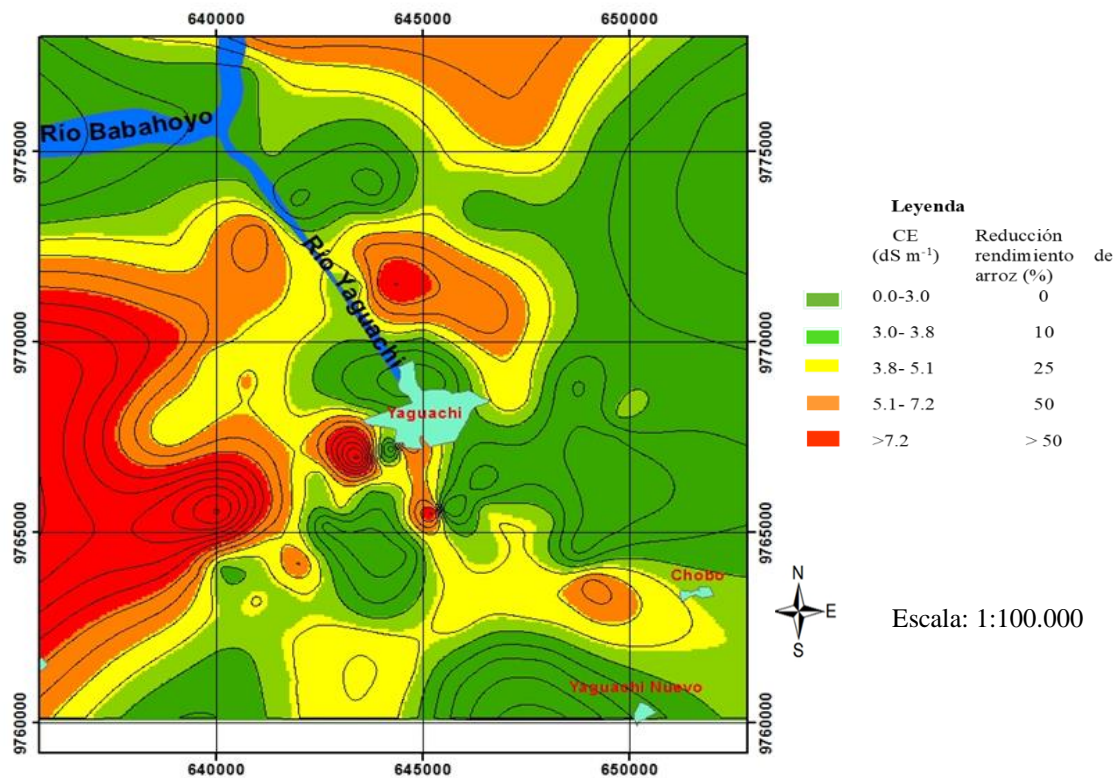 640000 645000 650000
9775000 9775000
Río Babahoyo
Río Yaguachi
9770000 9770000
Yaguachi
9765000 9765000
Chobo
Yaguachi Nuevo
9760000 9760000
640000 645000 650000
Leyenda
CE Reducción
(dS m⁻¹) rendimiento de
arroz (%)
0.0-3.0 0
3.0- 3.8 10
3.8- 5.1 25
5.1- 7.2 50
>7.2 > 50
N
E
S
Escala: 1:100.000